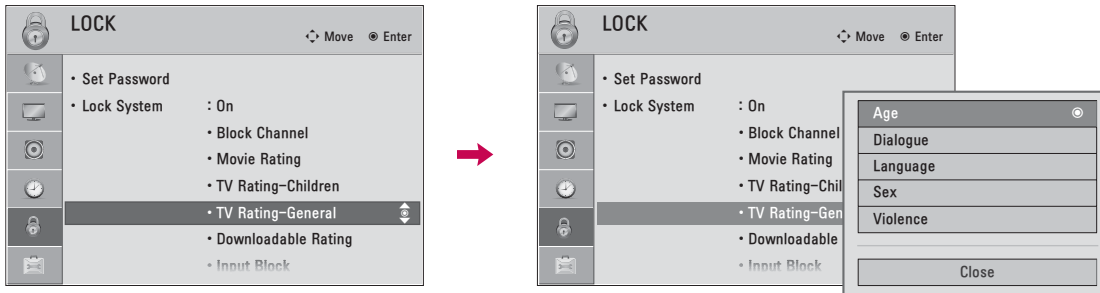 LOCK
Move Enter
• Set Password
• Lock System : On
• Block Channel
• Movie Rating
• TV Rating-Children
• TV Rating-General
• Downloadable Rating
• Input Block
LOCK
Move Enter
• Set Password
• Lock System : On
• Block Channel
• Movie Rating
• TV Rating-Chil
• TV Rating-Gen
• Downloadable
• Input Block
Age
Dialogue
Language
Sex
Violence
Close